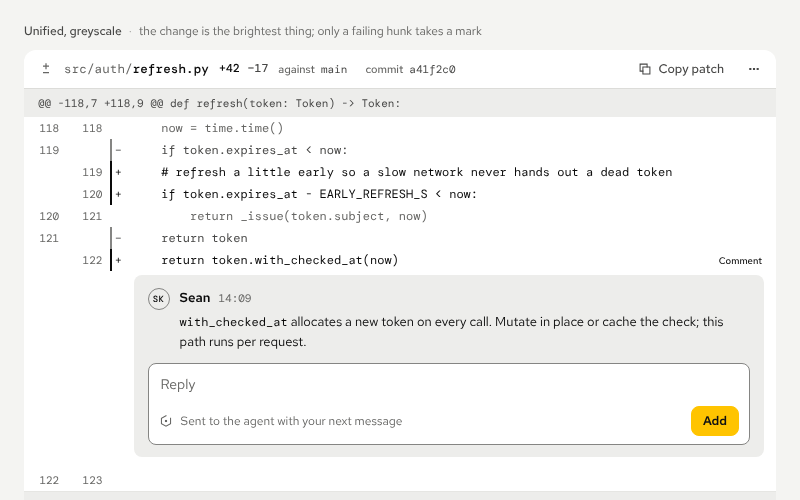 Unified, greyscale · the change is the brightest thing; only a failing hunk takes a mark
src/auth/refresh.py +42 −17 against main commit a41f2c0 Copy patch
@@ -118,7 +118,9 @@ def refresh(token: Token) -> Token:
118 118 now = time.time()
119 − if token.expires_at < now:
119 + # refresh a little early so a slow network never hands out a dead token
120 + if token.expires_at - EARLY_REFRESH_S < now:
120 121 return _issue(token.subject, now)
121 − return token
122 + return token.with_checked_at(now) Comment
SK Sean 14:09
with_checked_at allocates a new token on every call. Mutate in place or cache the check; this
path runs per request.
Reply
Sent to the agent with your next message Add
122 123